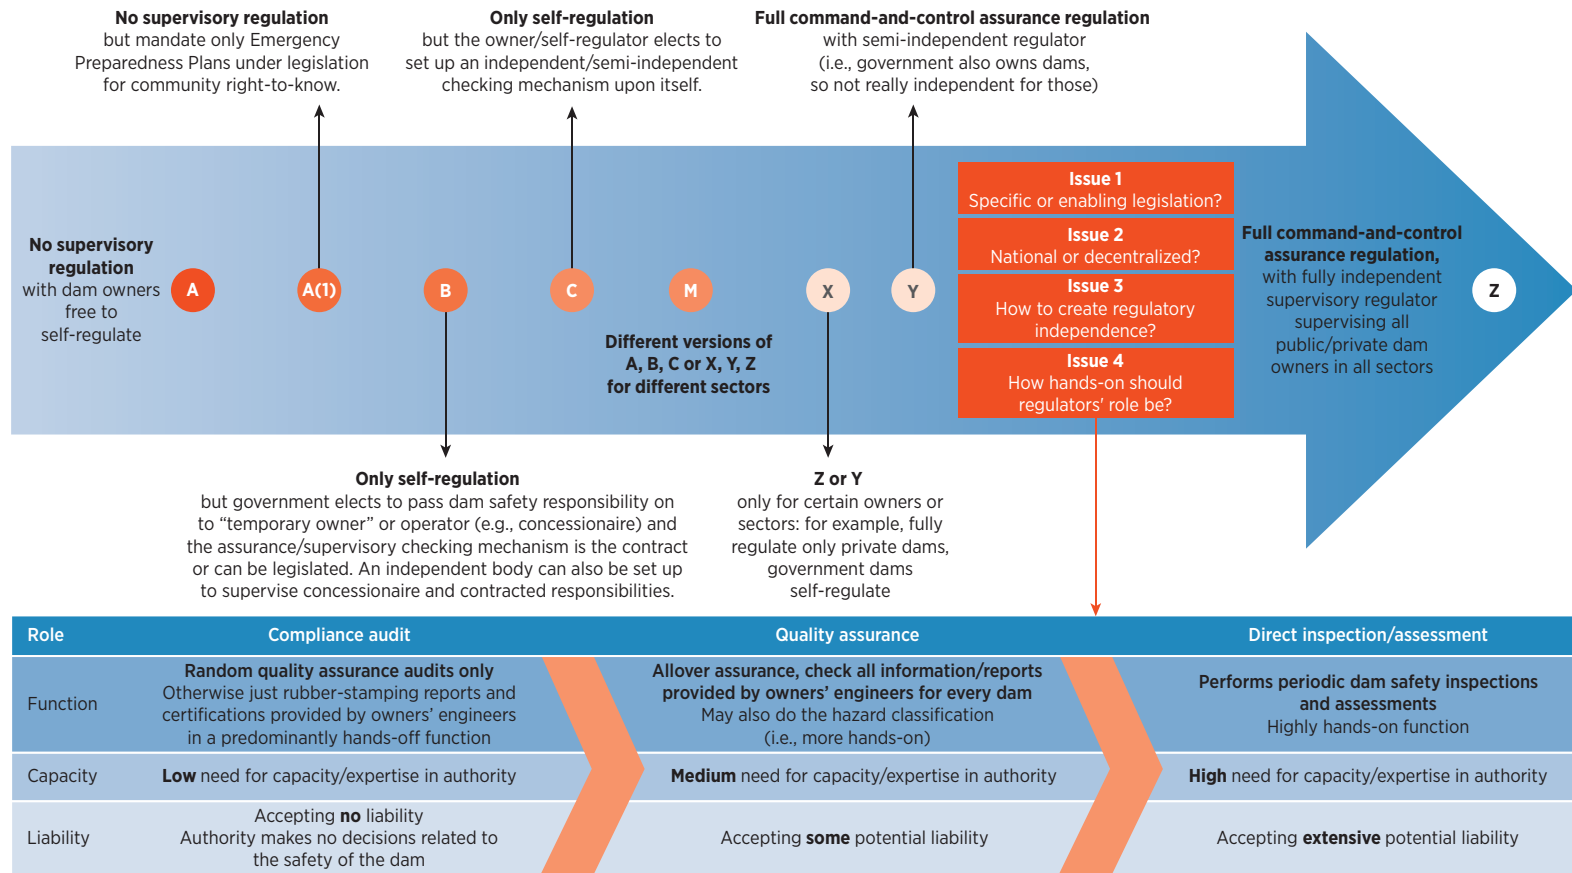 No supervisory regulation
but mandate only Emergency
Preparedness Plans under legislation
for community right-to-know.
Only self-regulation
but the owner/self-regulator elects to
set up an independent/semi-independent
checking mechanism upon itself.
Full command-and-control assurance regulation
with semi-independent regulator
(i.e., government also owns dams,
so not really independent for those)
No supervisory
regulation
with dam owners
free to
self-regulate
A
A(1)
B
C
M
Different versions of
A, B, C or X, Y, Z
for different sectors
X
Y
Issue 1
Specific or enabling legislation?
Issue 2
National or decentralized?
Issue 3
How to create regulatory
independence?
Issue 4
How hands-on should
regulators' role be?
Full command-and-control
assurance regulation,
with fully independent
supervisory regulator
supervising all
public/private dam
owners in all sectors
Z
Only self-regulation
but government elects to pass dam safety responsibility on
to “temporary owner” or operator (e.g., concessionaire) and
the assurance/supervisory checking mechanism is the contract
or can be legislated. An independent body can also be set up
to supervise concessionaire and contracted responsibilities.
Z or Y
only for certain owners or
sectors: for example, fully
regulate only private dams,
government dams
self-regulate
Role
Compliance audit
Quality assurance
Direct inspection/assessment
Function
Random quality assurance audits only
Otherwise just rubber-stamping reports and
certifications provided by owners’ engineers
in a predominantly hands-off function
Allover assurance, check all information/reports
provided by owners’ engineers for every dam
May also do the hazard classification
(i.e., more hands-on)
Performs periodic dam safety inspections
and assessments
Highly hands-on function
Capacity
Low need for capacity/expertise in authority
Medium need for capacity/expertise in authority
High need for capacity/expertise in authority
Liability
Accepting no liability
Authority makes no decisions related to
the safety of the dam
Accepting some potential liability
Accepting extensive potential liability